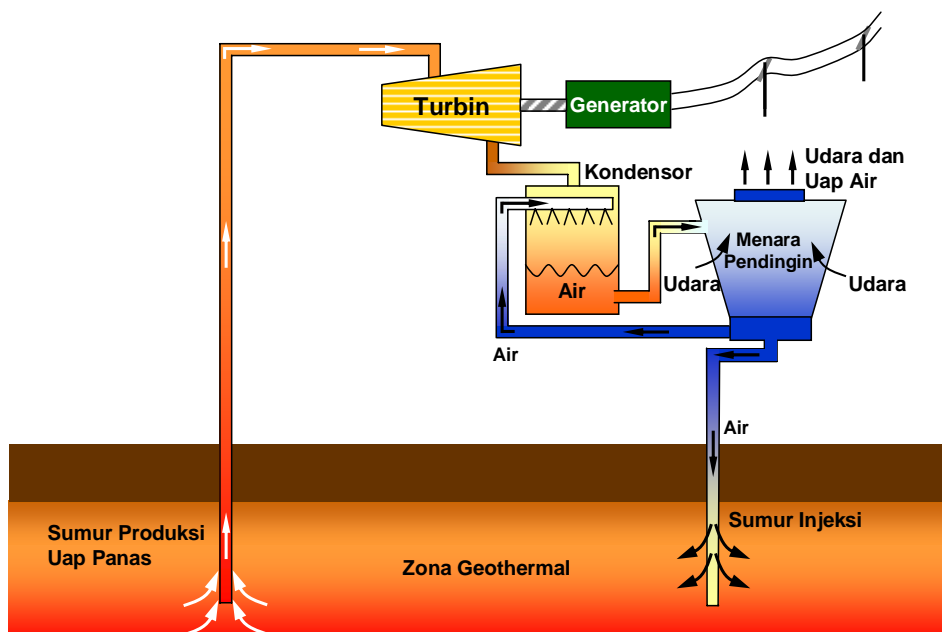 Turbin
Generator
Kondensor
Udara dan
Uap Air
Menara
Pendingin
Udara
Udara
Air
Air
Air
Sumur Produksi
Uap Panas
Sumur Injeksi
Zona Geothermal